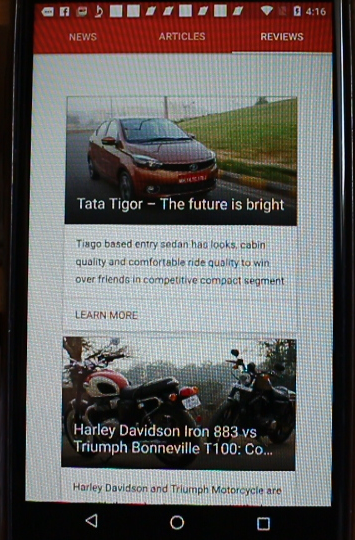 4:16
NEWS ARTICLES REVIEWS
Tata Tigor – The future is bright
Tiago based entry sedan has looks, cabin
quality and comfortable ride quality to win
over friends in competitive compact segment
LEARN MORE
Harley Davidson Iron 883 vs
Triumph Bonneville T100: Co...
Harley Davidson and Triumph Motorcycle are